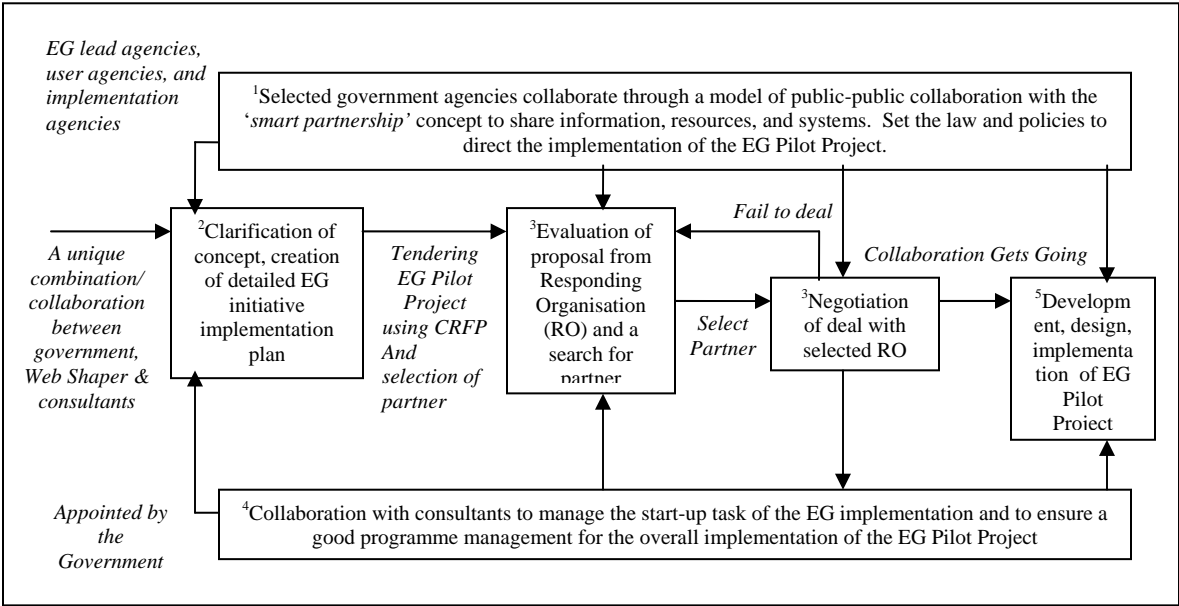 EG lead agencies,
user agencies, and
implementation
agencies
¹Selected government agencies collaborate through a model of public-public collaboration with the
‘smart partnership’ concept to share information, resources, and systems. Set the law and policies to
direct the implementation of the EG Pilot Project.
A unique
combination/
collaboration
between
government,
Web Shaper &
consultants
²Clarification of
concept, creation
of detailed EG
initiative
implementation
plan
Tendering
EG Pilot
Project
using CRFP
And
selection of
partner
³Evaluation of
proposal from
Responding
Organisation
(RO) and a
search for
partner
Fail to deal
Select
Partner
³Negotiation
of deal with
selected RO
Collaboration Gets Going
⁵Developm
ent, design,
implementa
tion of EG
Pilot
Project
Appointed by
the
Government
⁴Collaboration with consultants to manage the start-up task of the EG implementation and to ensure a
good programme management for the overall implementation of the EG Pilot Project